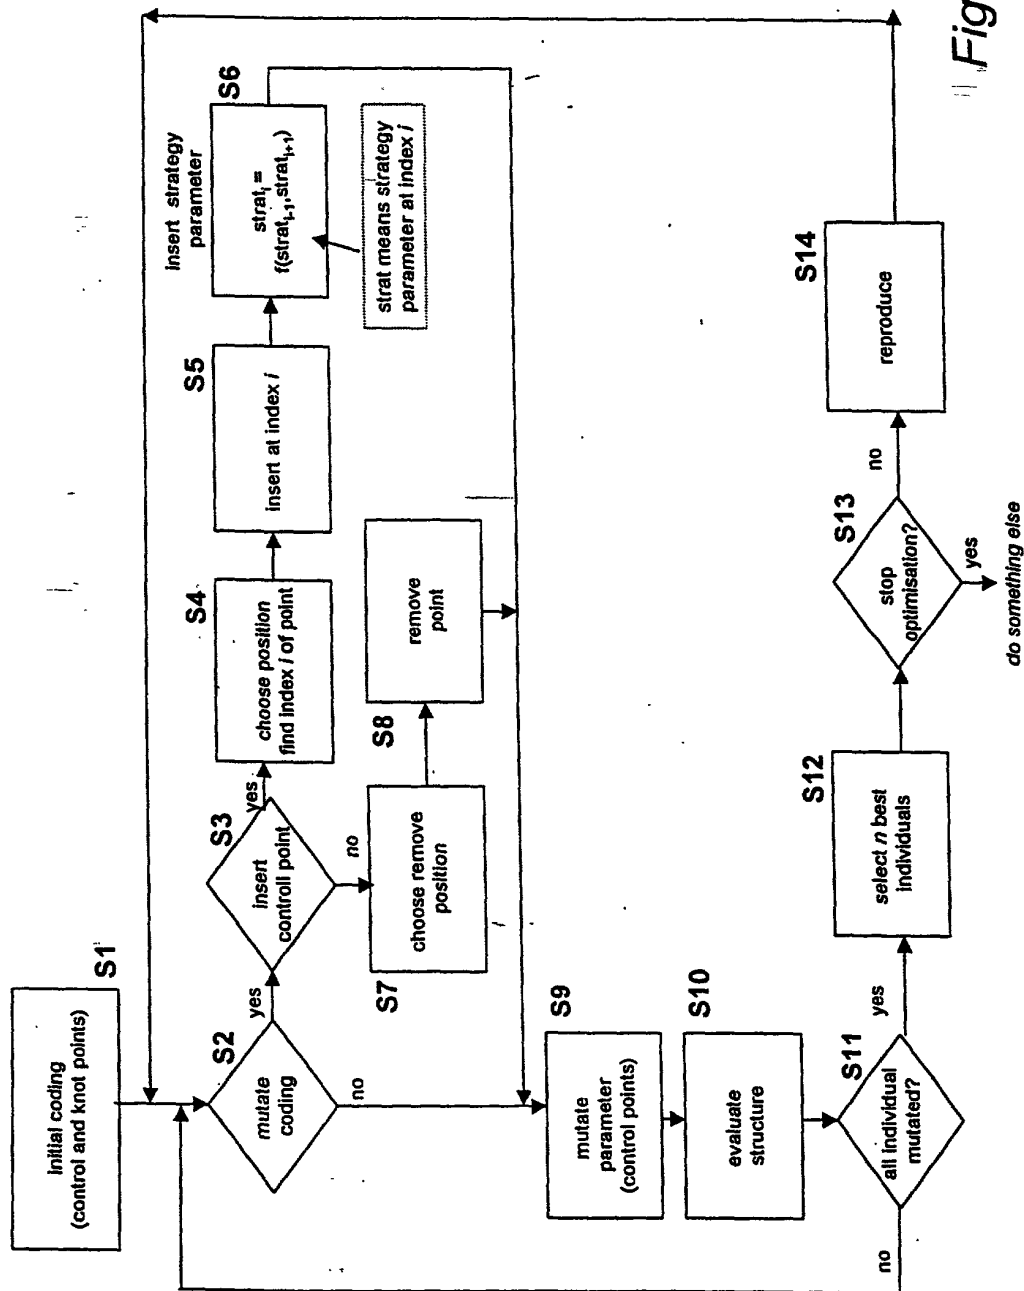 S1
initial coding
(control and knot points)
S2
mutate
coding
yes
no
S3
insert
controll point
yes
no
S4
choose position
find index i of point
S5
insert at index i
Insert strategy
parameter
S6
strati =
f(strati-1,strati+1)
strat means strategy
parameter at index i
S7
choose remove
position
S8
remove
point
S9
mutate
parameter
(control points)
S10
evaluate
structure
S11
all individual
mutated?
no
yes
S12
select n best
individuals
S13
stop
optimisation?
no
yes
do something else
S14
reproduce
Fig